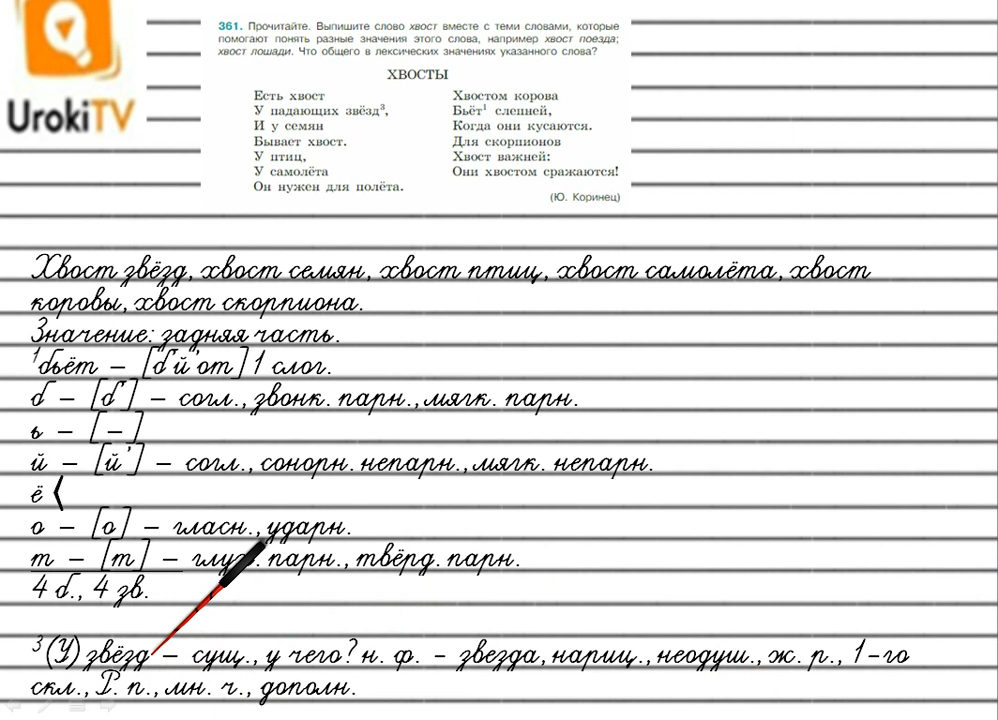 361. Прочитайте. Выпишите слово хвост вместе с теми словами, которые
помогают понять разные значения этого слова, например хвост поезда;
хвост лошади. Что общего в лексических значениях указанного слова?
ХВОСТЫ
Есть хвост
У падающих звёзд³,
И у семян
Бывает хвост.
У птиц,
У самолёта
Он нужен для полёта.
Хвостом корова
Бьёт¹ слепней,
Когда они кусаются.
Для скорпионов
Хвост важней:
Они хвостом сражаются!
(Ю. Коринец)
UrokiTV
Хвост звёзд, хвост семян, хвост птиц, хвост самолёта, хвост
коровы, хвост скорпиона.
Значение: задняя часть.
¹бьёт – [б'й'от] 1 слог.
б – [б'] – согл., звонк. парн., мягк. парн.
ь – [–]
й – [й'] – согл., сонорн. непарн., мягк. непарн.
ё ⟨
о – [о] – гласн., ударн.
т – [т] – глух. парн., твёрд. парн.
4 б., 4 зв.
³(У) звёзд – сущ., у чего? н. ф. – звезда, нариц., неодуш., ж. р., 1-го
скл., Р. п., мн. ч., дополн.